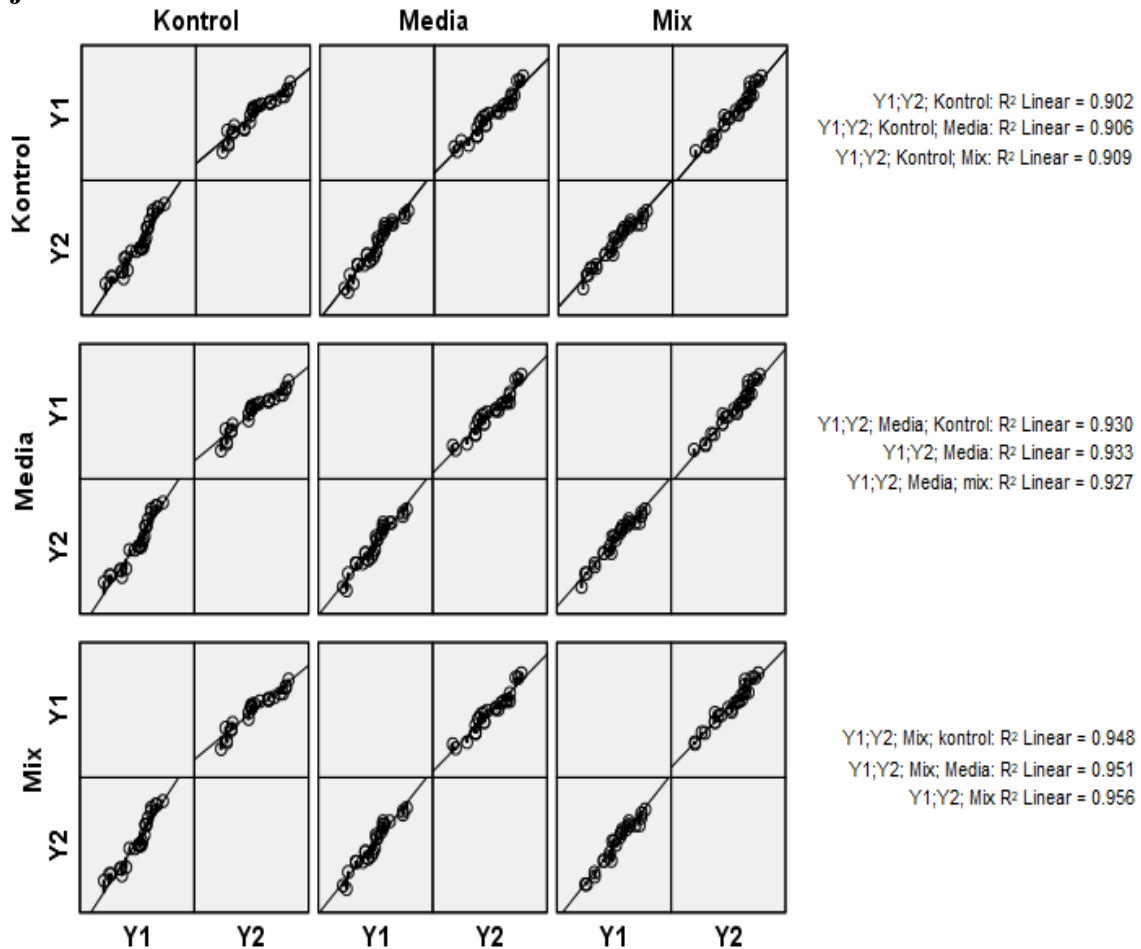 Kontrol Media Mix
Kontrol
Y1
Y2
Y1;Y2; Kontrol: R² Linear = 0.902
Y1;Y2; Kontrol; Media: R² Linear = 0.906
Y1;Y2; Kontrol; Mix: R² Linear = 0.909
Media
Y1
Y2
Y1;Y2; Media; Kontrol: R² Linear = 0.930
Y1;Y2; Media: R² Linear = 0.933
Y1;Y2; Media; mix: R² Linear = 0.927
Mix
Y1
Y2
Y1;Y2; Mix; kontrol: R² Linear = 0.948
Y1;Y2; Mix; Media: R² Linear = 0.951
Y1;Y2; Mix R² Linear = 0.956
Y1 Y2 Y1 Y2 Y1 Y2